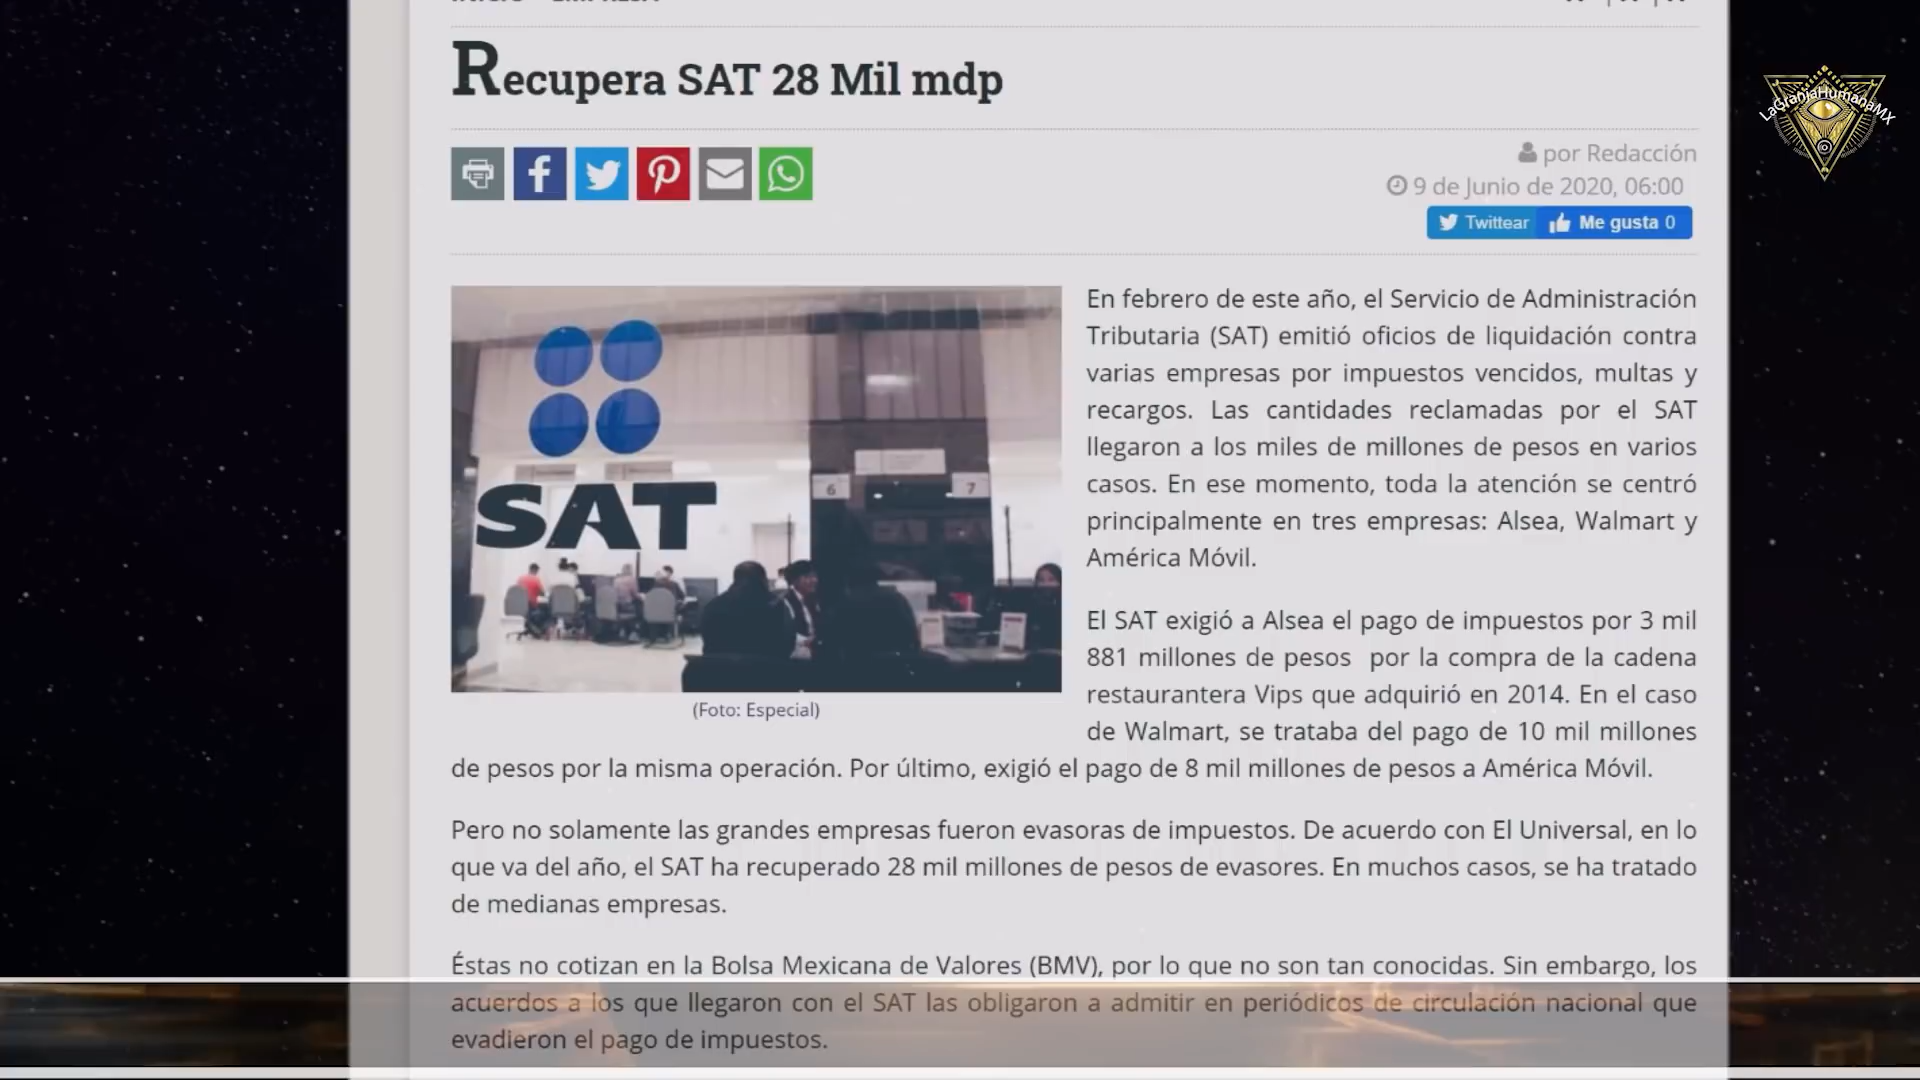 Recupera SAT 28 Mil mdp
LaGranjaHumanaMX
por Redacción
9 de Junio de 2020, 06:00
Twittear Me gusta 0
SAT
6
7
(Foto: Especial)
En febrero de este año, el Servicio de Administración
Tributaria (SAT) emitió oficios de liquidación contra
varias empresas por impuestos vencidos, multas y
recargos. Las cantidades reclamadas por el SAT
llegaron a los miles de millones de pesos en varios
casos. En ese momento, toda la atención se centró
principalmente en tres empresas: Alsea, Walmart y
América Móvil.
El SAT exigió a Alsea el pago de impuestos por 3 mil
881 millones de pesos por la compra de la cadena
restaurantera Vips que adquirió en 2014. En el caso
de Walmart, se trataba del pago de 10 mil millones
de pesos por la misma operación. Por último, exigió el pago de 8 mil millones de pesos a América Móvil.
Pero no solamente las grandes empresas fueron evasoras de impuestos. De acuerdo con El Universal, en lo
que va del año, el SAT ha recuperado 28 mil millones de pesos de evasores. En muchos casos, se ha tratado
de medianas empresas.
Éstas no cotizan en la Bolsa Mexicana de Valores (BMV), por lo que no son tan conocidas. Sin embargo, los
acuerdos a los que llegaron con el SAT las obligaron a admitir en periódicos de circulación nacional que
evadieron el pago de impuestos.